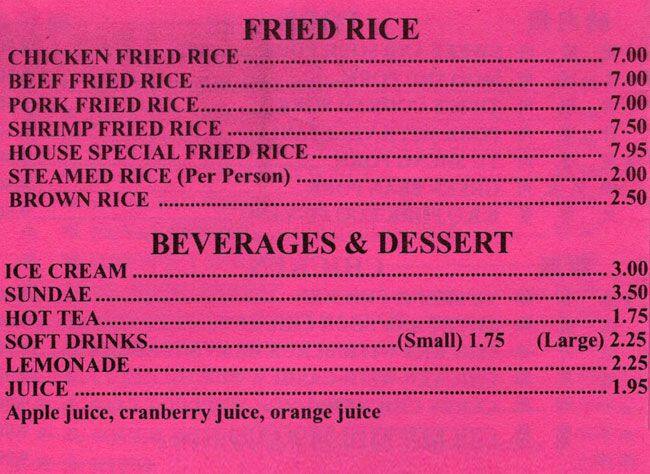 FRIED RICE
CHICKEN FRIED RICE ........ 7.00
BEEF FRIED RICE ........ 7.00
PORK FRIED RICE ........ 7.00
SHRIMP FRIED RICE ........ 7.50
HOUSE SPECIAL FRIED RICE ........ 7.95
STEAMED RICE (Per Person) ........ 2.00
BROWN RICE ........ 2.50
BEVERAGES & DESSERT
ICE CREAM ........ 3.00
SUNDAE ........ 3.50
HOT TEA ........ 1.75
SOFT DRINKS ........ (Small) 1.75 (Large) 2.25
LEMONADE ........ 2.25
JUICE ........ 1.95
Apple juice, cranberry juice, orange juice